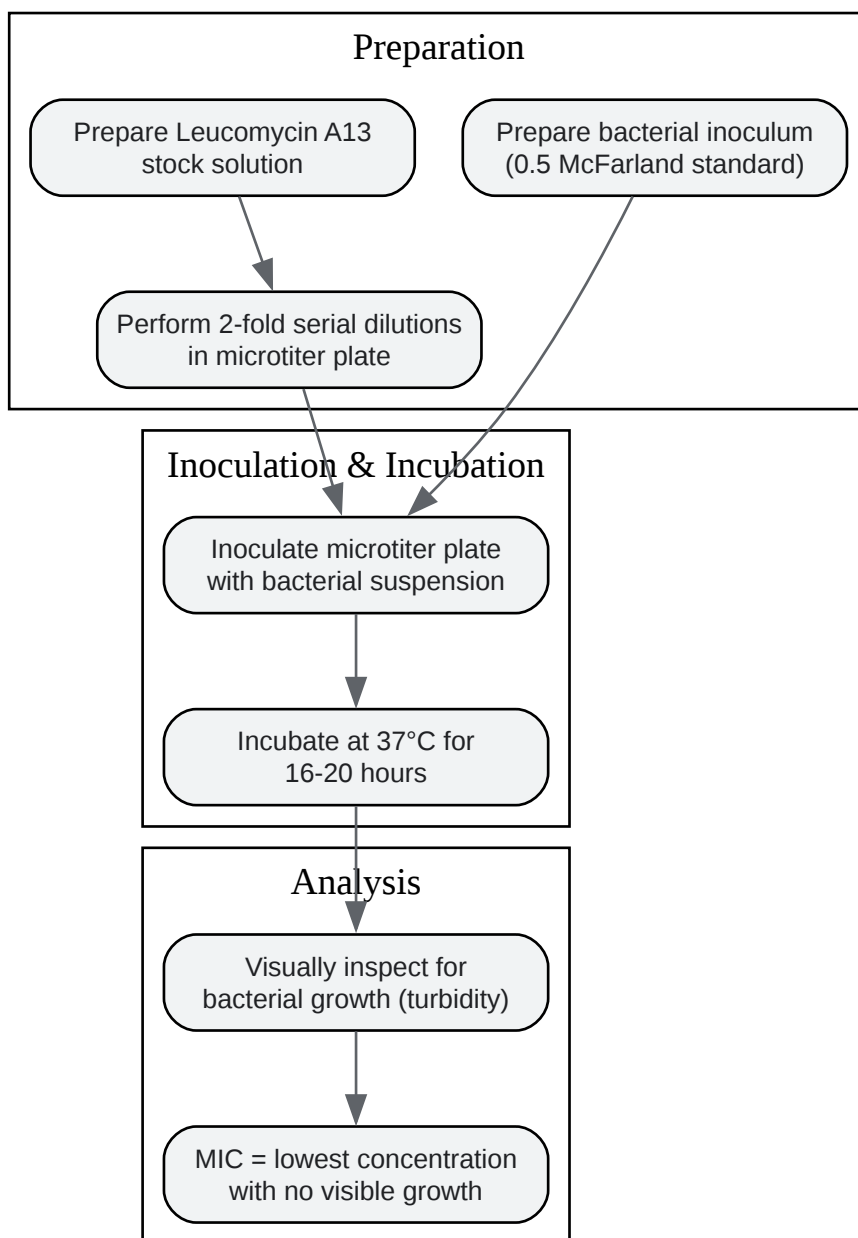 Preparation
Prepare Leucomycin A13
stock solution
Prepare bacterial inoculum
(0.5 McFarland standard)
Perform 2-fold serial dilutions
in microtiter plate
Inoculation & Incubation
Inoculate microtiter plate
with bacterial suspension
Incubate at 37°C for
16-20 hours
Analysis
Visually inspect for
bacterial growth (turbidity)
MIC = lowest concentration
with no visible growth